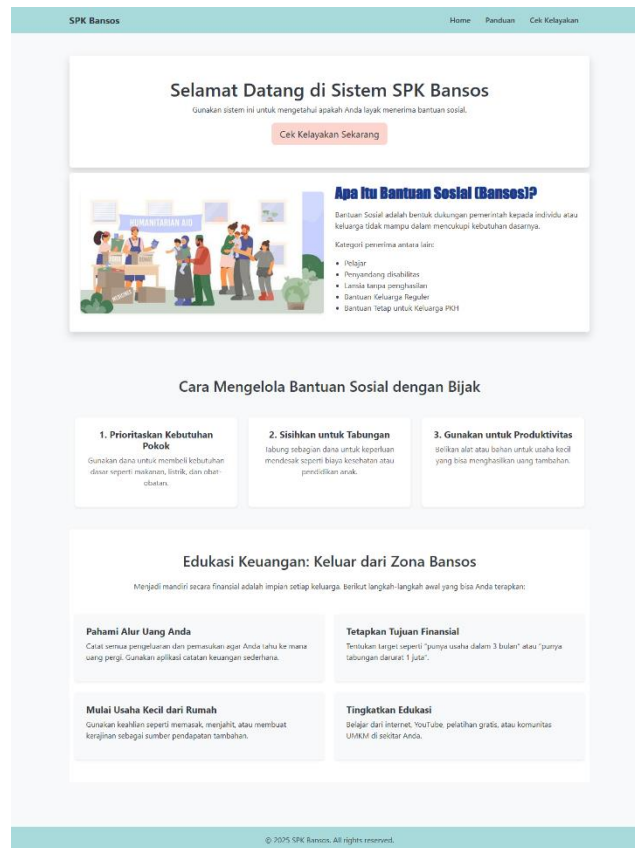 SPK Bansos
Home Panduan Cek Kelayakan
Selamat Datang di Sistem SPK Bansos
Gunakan sistem ini untuk mengetahui apakah Anda layak menerima bantuan sosial.
Cek Kelayakan Sekarang
HUMANITARIAN AID
Apa Itu Bantuan Sosial (Bansos)?
Bantuan Sosial adalah bentuk dukungan pemerintah kepada individu atau
keluarga tidak mampu dalam mencukupi kebutuhan dasarnya.
Kategori penerima antara lain:
Pelajar
Penyandang disabilitas
Lansia tanpa penghasilan
Bantuan Keluarga Reguler
Bantuan Tetap untuk Keluarga PKH
Cara Mengelola Bantuan Sosial dengan Bijak
1. Prioritaskan Kebutuhan
Pokok
Gunakan dana untuk membeli kebutuhan
dasar seperti makanan, listrik, dan obat-
obatan.
2. Sisihkan untuk Tabungan
Tabung sebagian dana untuk keperluan
mendesak seperti biaya kesehatan atau
pendidikan anak.
3. Gunakan untuk Produktivitas
Belikan alat atau bahan untuk usaha kecil
yang bisa menghasilkan uang tambahan.
Edukasi Keuangan: Keluar dari Zona Bansos
Menjadi mandiri secara finansial adalah impian setiap keluarga. Berikut langkah-langkah awal yang bisa Anda terapkan:
Pahami Alur Uang Anda
Catat semua pengeluaran dan pemasukan agar Anda tahu ke mana
uang pergi. Gunakan aplikasi catatan keuangan sederhana.
Tetapkan Tujuan Finansial
Tentukan target seperti "punya usaha dalam 3 bulan" atau "punya
tabungan darurat 1 juta".
Mulai Usaha Kecil dari Rumah
Gunakan keahlian seperti memasak, menjahit, atau membuat
kerajinan sebagai sumber pendapatan tambahan.
Tingkatkan Edukasi
Belajar dari internet, YouTube, pelatihan gratis, atau komunitas
UMKM di sekitar Anda.
© 2025 SPK Bansos. All rights reserved.